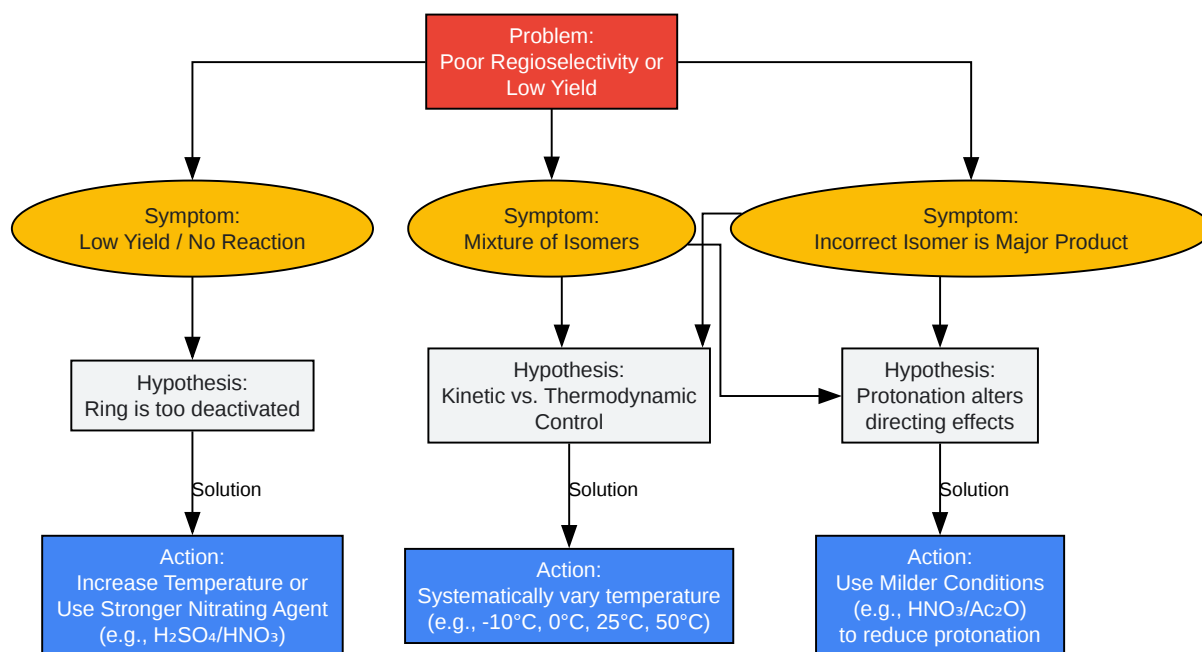 Problem:
Poor Regioselectivity or
Low Yield
Symptom:
Low Yield / No Reaction
Symptom:
Mixture of Isomers
Symptom:
Incorrect Isomer is Major Product
Hypothesis:
Ring is too deactivated
Hypothesis:
Kinetic vs. Thermodynamic
Control
Hypothesis:
Protonation alters
directing effects
Solution
Solution
Solution
Action:
Increase Temperature or
Use Stronger Nitrating Agent
(e.g., H₂SO₄/HNO₃)
Action:
Systematically vary temperature
(e.g., -10°C, 0°C, 25°C, 50°C)
Action:
Use Milder Conditions
(e.g., HNO₃/Ac₂O)
to reduce protonation